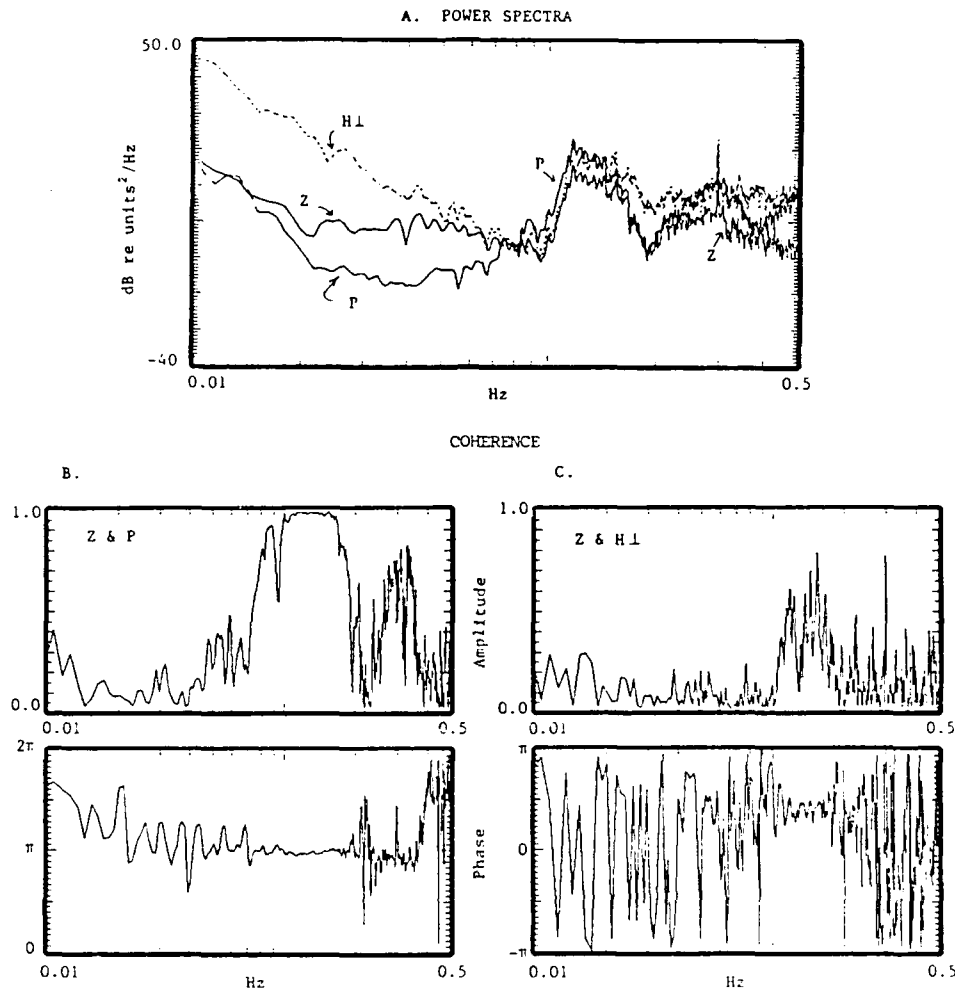 A. POWER SPECTRA
50.0
H⊥
P
Z
dB re units²/Hz
Z
P
-40
0.01
0.5
Hz
COHERENCE
B.
C.
1.0
Z & P
1.0
Z & H⊥
Amplitude
0.0
0.0
0.01
0.5
0.01
0.5
2π
π
π
0
Phase
0
-π
0.01
0.5
0.01
0.5
Hz
Hz